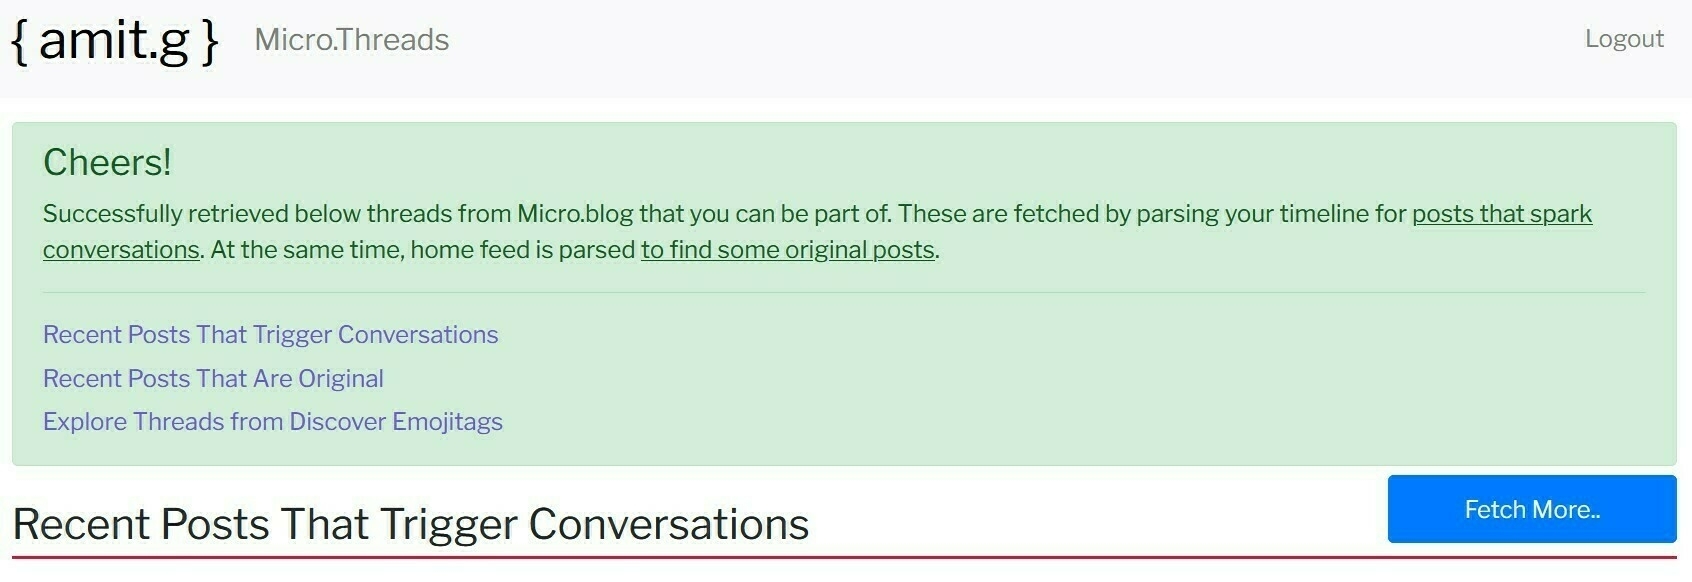 { amit.g } Micro.Threads Logout
Cheers!
Successfully retrieved below threads from Micro.blog that you can be part of. These are fetched by parsing your timeline for posts that spark
conversations. At the same time, home feed is parsed to find some original posts.
Recent Posts That Trigger Conversations
Recent Posts That Are Original
Explore Threads from Discover Emojitags
Fetch More..
Recent Posts That Trigger Conversations